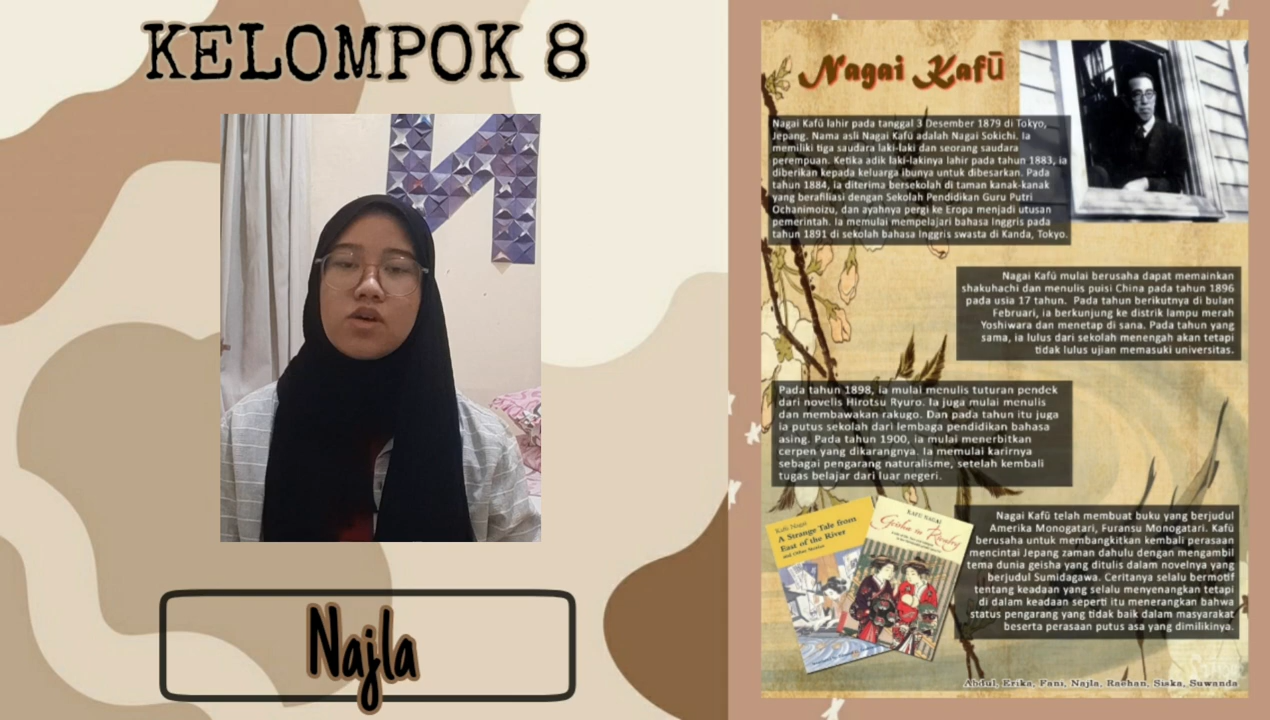 KELOMPOK 8
Najla
Nagai Kafū
Nagai Kafū lahir pada tanggal 3 Desember 1879 di Tokyo,
Jepang. Nama asli Nagai Kafū adalah Nagai Sokichi. Ia
memiliki tiga saudara laki-laki dan seorang saudara
perempuan. Ketika adik laki-lakinya lahir pada tahun 1883, ia
diberikan kepada keluarga ibunya untuk dibesarkan. Pada
tahun 1884, ia diterima bersekolah di taman kanak-kanak
yang berafiliasi dengan Sekolah Pendidikan Guru Putri
Ochanimoizu, dan ayahnya pergi ke Eropa menjadi utusan
pemerintah. Ia memulai mempelajari bahasa Inggris pada
tahun 1891 di sekolah bahasa Inggris swasta di Kanda, Tokyo.
Nagai Kafū mulai berusaha dapat memainkan
shakuhachi dan menulis puisi China pada tahun 1896
pada usia 17 tahun. Pada tahun berikutnya di bulan
Februari, ia berkunjung ke distrik lampu merah
Yoshiwara dan menetap di sana. Pada tahun yang
sama, ia lulus dari sekolah menengah akan tetapi
tidak lulus ujian memasuki universitas.
Pada tahun 1898, ia mulai menulis tuturan pendek
dari novelis Hirotsu Ryuro. Ia juga mulai menulis
dan membawakan rakugo. Dan pada tahun itu juga
ia putus sekolah dari lembaga pendidikan bahasa
asing. Pada tahun 1900, ia mulai menerbitkan
cerpen yang dikarangnya. Ia memulai karirnya
sebagai pengarang naturalisme, setelah kembali
tugas belajar dari luar negeri.
Nagai Kafū telah membuat buku yang berjudul
Amerika Monogatari, Furansu Monogatari. Kafū
berusaha untuk membangkitkan kembali perasaan
mencintai Jepang zaman dahulu dengan mengambil
tema dunia geisha yang ditulis dalam novelnya yang
berjudul Sumidagawa. Ceritanya selalu bermotif
tentang keadaan yang selalu menyenangkan tetapi
di dalam keadaan seperti itu menerangkan bahwa
status pengarang yang tidak baik dalam masyarakat
beserta perasaan putus asa yang dimilikinya.
Kafu Nagai
A Strange Tale from
East of the River
and Other Stories
KAFU NAGAI
Geisha in Rivalry
Abdul, Erika, Fani, Najla, Raehan, Siska, Suwanda